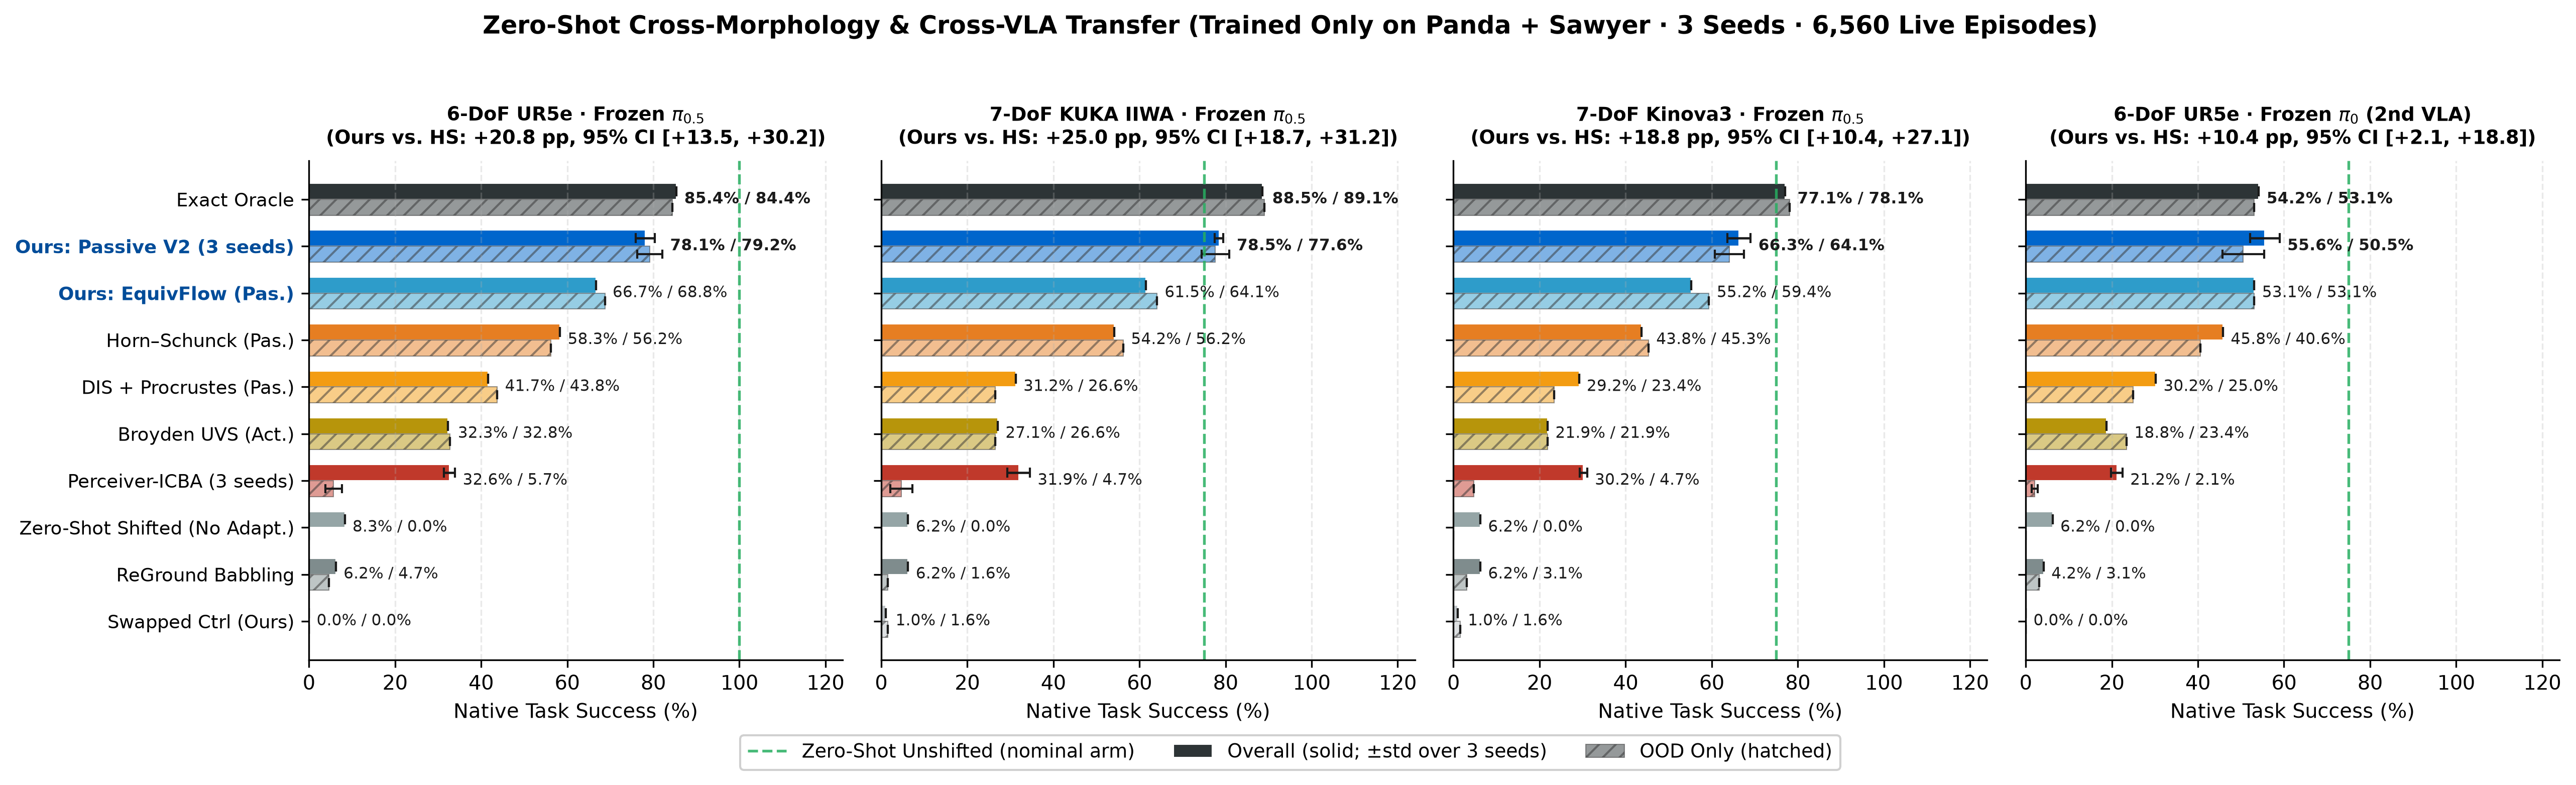 Zero-Shot Cross-Morphology & Cross-VLA Transfer (Trained Only on Panda + Sawyer · 3 Seeds · 6,560 Live Episodes)
6-DoF UR5e · Frozen π0.5
(Ours vs. HS: +20.8 pp, 95% CI [+13.5, +30.2])
Exact Oracle
85.4% / 84.4%
Ours: Passive V2 (3 seeds)
78.1% / 79.2%
Ours: EquivFlow (Pas.)
66.7% / 68.8%
Horn–Schunck (Pas.)
58.3% / 56.2%
DIS + Procrustes (Pas.)
41.7% / 43.8%
Broyden UVS (Act.)
32.3% / 32.8%
Perceiver-ICBA (3 seeds)
32.6% / 5.7%
Zero-Shot Shifted (No Adapt.)
8.3% / 0.0%
ReGround Babbling
6.2% / 4.7%
Swapped Ctrl (Ours)
0.0% / 0.0%
0 20 40 60 80 100 120
Native Task Success (%)
7-DoF KUKA IIWA · Frozen π0.5
(Ours vs. HS: +25.0 pp, 95% CI [+18.7, +31.2])
88.5% / 89.1%
78.5% / 77.6%
61.5% / 64.1%
54.2% / 56.2%
31.2% / 26.6%
27.1% / 26.6%
31.9% / 4.7%
6.2% / 0.0%
6.2% / 1.6%
1.0% / 1.6%
0 20 40 60 80 100 120
Native Task Success (%)
7-DoF Kinova3 · Frozen π0.5
(Ours vs. HS: +18.8 pp, 95% CI [+10.4, +27.1])
77.1% / 78.1%
66.3% / 64.1%
55.2% / 59.4%
43.8% / 45.3%
29.2% / 23.4%
21.9% / 21.9%
30.2% / 4.7%
6.2% / 0.0%
6.2% / 3.1%
1.0% / 1.6%
0 20 40 60 80 100 120
Native Task Success (%)
6-DoF UR5e · Frozen π0 (2nd VLA)
(Ours vs. HS: +10.4 pp, 95% CI [+2.1, +18.8])
54.2% / 53.1%
55.6% / 50.5%
53.1% / 53.1%
45.8% / 40.6%
30.2% / 25.0%
18.8% / 23.4%
21.2% / 2.1%
6.2% / 0.0%
4.2% / 3.1%
0.0% / 0.0%
0 20 40 60 80 100 120
Native Task Success (%)
Zero-Shot Unshifted (nominal arm)
Overall (solid; ±std over 3 seeds)
OOD Only (hatched)